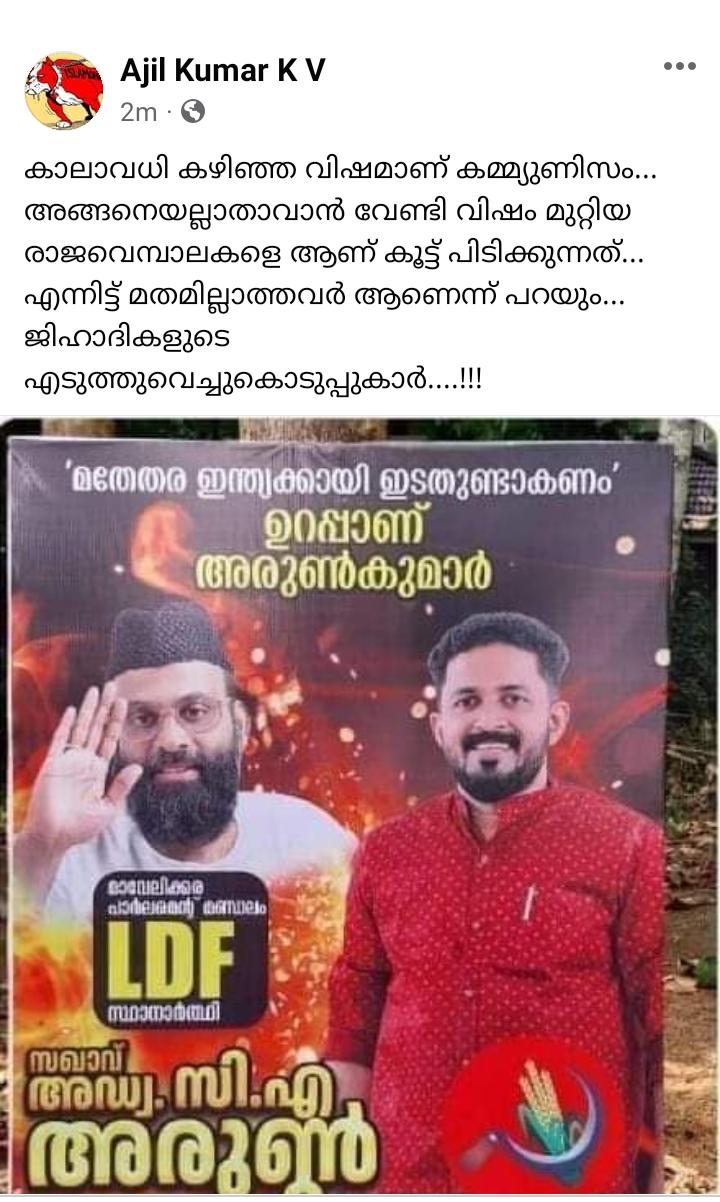 Ajil Kumar K V
2m ·
കാലാവധി കഴിഞ്ഞ വിഷമാണ് കമ്മ്യുണിസം...
അങ്ങനെയല്ലാതാവാൻ വേണ്ടി വിഷം മുറ്റിയ
രാജവെമ്പാലകളെ ആണ് കൂട്ട് പിടിക്കുന്നത്...
എന്നിട്ട് മതമില്ലാത്തവർ ആണെന്ന് പറയും...
ജിഹാദികളുടെ
എടുത്തുവെച്ചുകൊടുപ്പുകാർ....!!!
'മതേതര ഇന്ത്യക്കായി ഇടതുണ്ടാകണം'
ഉറപ്പാണ്
അരുൺകുമാർ
മാവേലിക്കര
പാർലമെന്റ് മണ്ഡലം
LDF
സ്ഥാനാർത്ഥി
സഖാവ്
അഡ്വ. സി.എ
അരുൺ